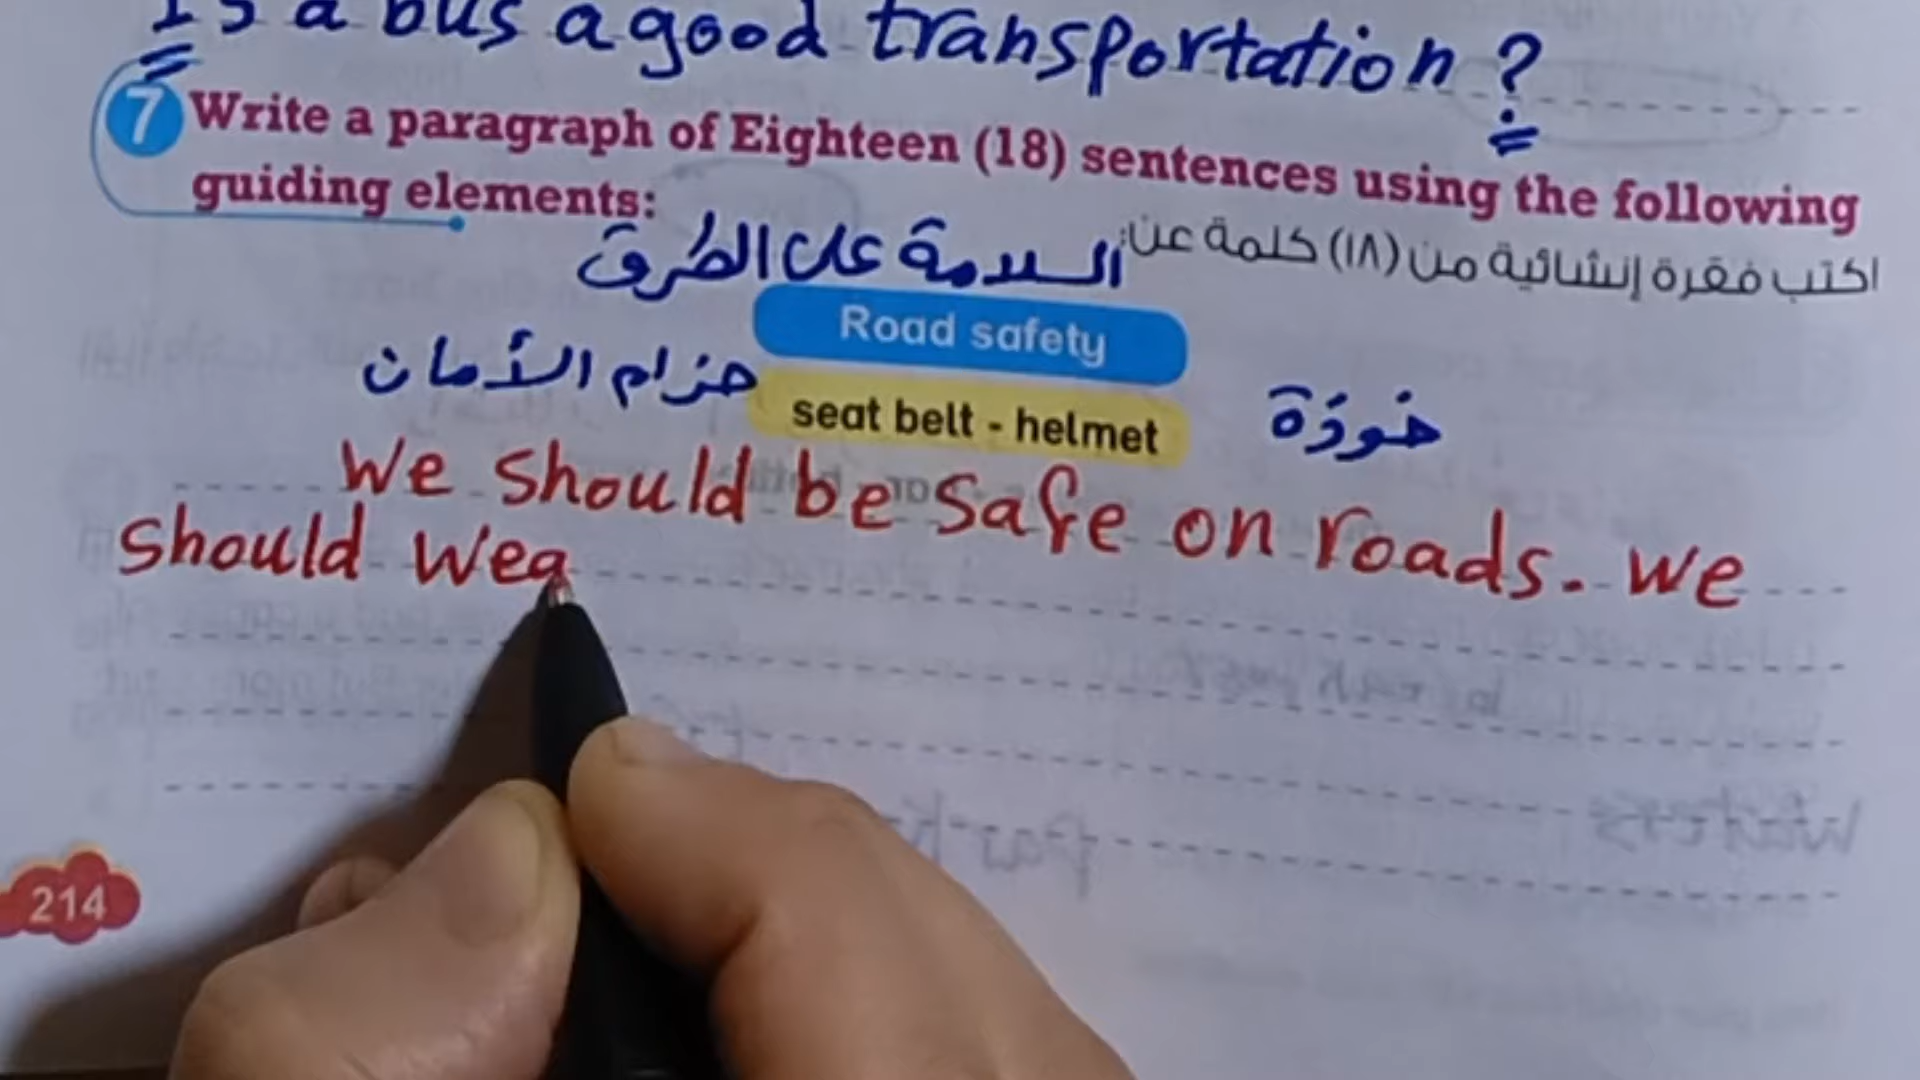 Is a bus a good transportation ?
7 Write a paragraph of Eighteen (18) sentences using the following
guiding elements:
اكتب فقرة إنشائية من (١٨) كلمة عن:
السلامة على الطرق
Road safety
حزام الأمان
seat belt - helmet
خوذة
We should be safe on roads. We
should wea
214